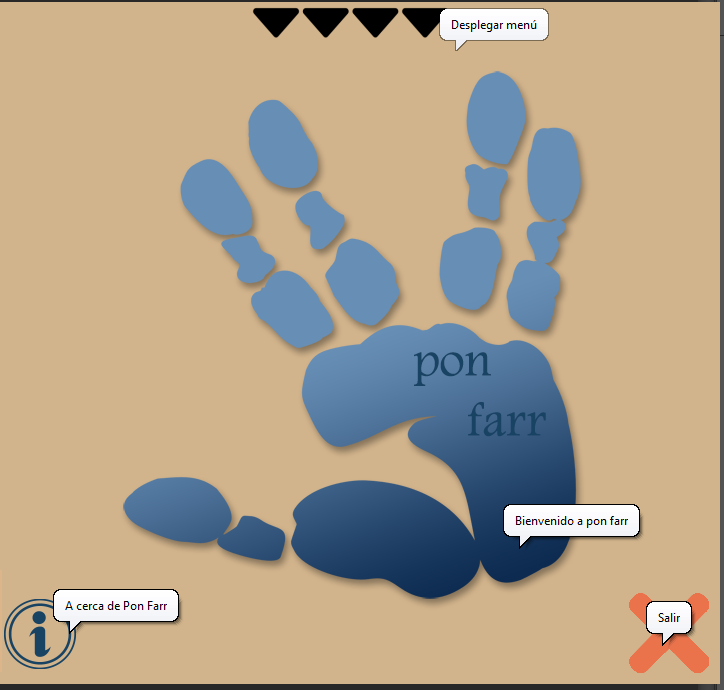 Desplegar menú
pon
farr
Bienvenido a pon farr
A cerca de Pon Farr
Salir